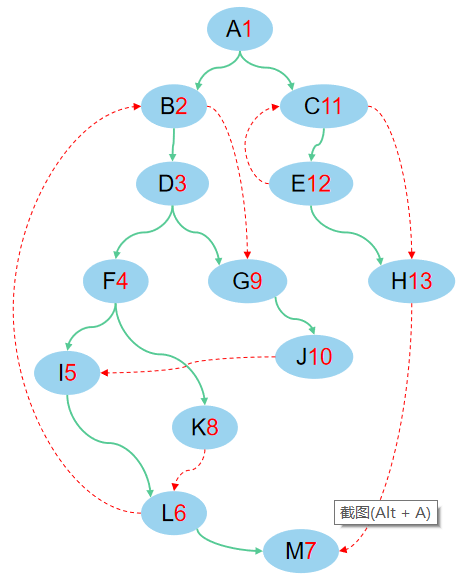 A1
B2
C11
D3
E12
F4
G9
H13
J10
I5
K8
L6
截图(Alt + A)
M7